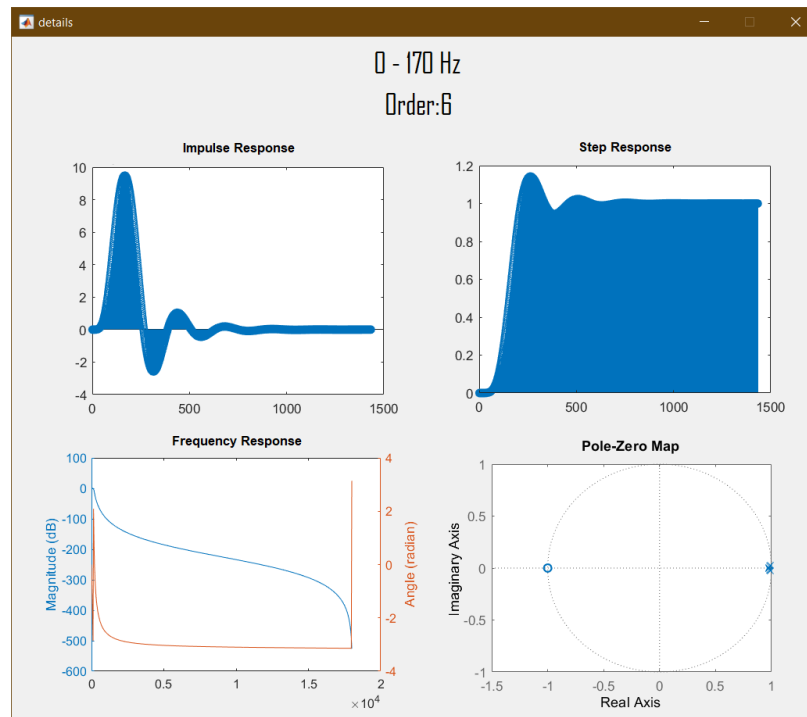 details
0 - 170 Hz
Order:6
Impulse Response
10
8
6
4
2
0
-2
-4
0 500 1000 1500
Step Response
1.2
1
0.8
0.6
0.4
0.2
0
0 500 1000 1500
Frequency Response
Magnitude (dB)
100
0
-100
-200
-300
-400
-500
-600
4
2
0
-2
-4
Angle (radian)
0 0.5 1 1.5 2
×10^4
Pole-Zero Map
Imaginary Axis
1
0.5
0
-0.5
-1
-1.5 -1 -0.5 0 0.5 1
Real Axis